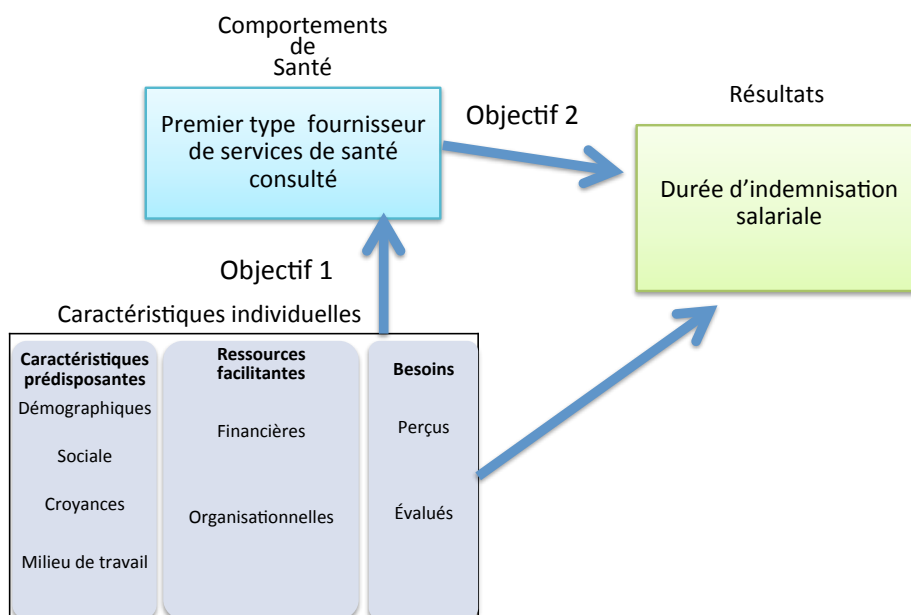 Comportements
de
Santé
Premier type fournisseur
de services de santé
consulté
Objectif 2
Résultats
Durée d'indemnisation
salariale
Objectif 1
Caractéristiques individuelles
Caractéristiques
prédisposantes
Démographiques
Sociale
Croyances
Milieu de travail
Ressources
facilitantes
Financières
Organisationnelles
Besoins
Perçus
Évalués